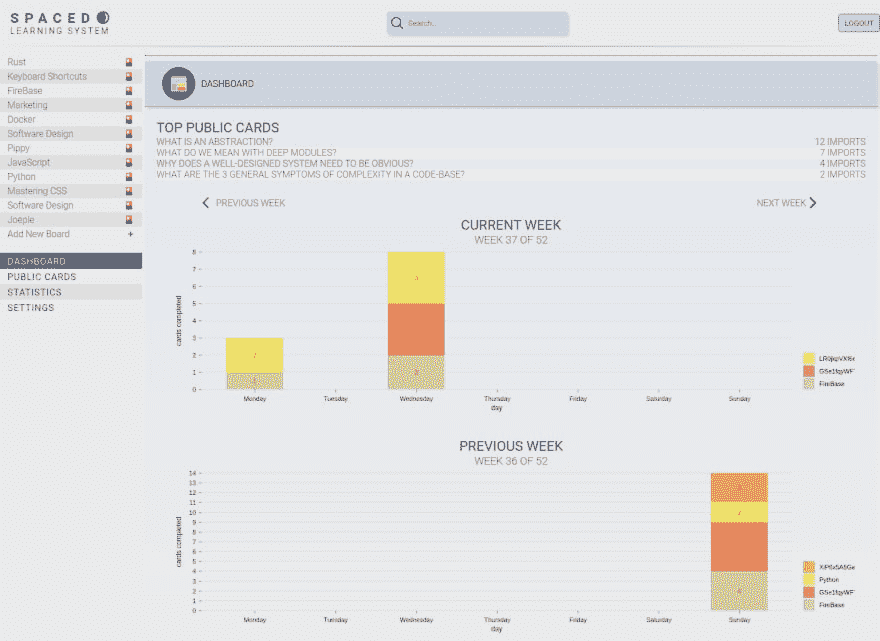 SPACED
LEARNING SYSTEM
Search..
LOGOUT
Rust
Keyboard Shortcuts
FireBase
Marketing
Docker
Software Design
Pippy
JavaScript
Python
Mastering CSS
Software Design
Joepie
Add New Board +
DASHBOARD
PUBLIC CARDS
STATISTICS
SETTINGS
DASHBOARD
TOP PUBLIC CARDS
WHAT IS AN ABSTRACTION? 12 IMPORTS
WHAT DO WE MEAN WITH DEEP MODULES? 7 IMPORTS
WHY DOES A WELL-DESIGNED SYSTEM NEED TO BE OBVIOUS? 4 IMPORTS
WHAT ARE THE 3 GENERAL SYMPTOMS OF COMPLEXITY IN A CODE-BASE? 2 IMPORTS
PREVIOUS WEEK NEXT WEEK
CURRENT WEEK
WEEK 37 OF 52
8
7
6
5
4
3
2
1
0
cards completed
Monday Tuesday Wednesday Thursday Friday Saturday Sunday
day
FireBase
PREVIOUS WEEK
WEEK 36 OF 52
14
13
12
11
10
9
8
7
6
5
4
3
2
1
0
cards completed
Monday Tuesday Wednesday Thursday Friday Saturday Sunday
day
Python
FireBase